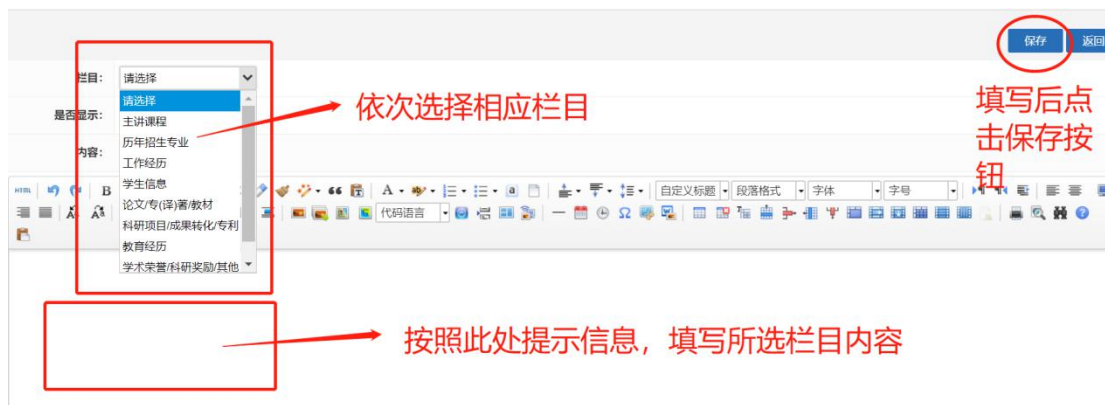 保存
返回
栏目：
请选择
请选择
主讲课程
历年招生专业
工作经历
学生信息
论文/专(译)著/教材
科研项目/成果转化/专利
教育经历
学术荣誉/科研奖励/其他
是否显示：
内容：
依次选择相应栏目
填写后点
击保存按
钮
HTML
B
A
自定义标题
段落格式
字体
字号
代码语言
按照此处提示信息，填写所选栏目内容